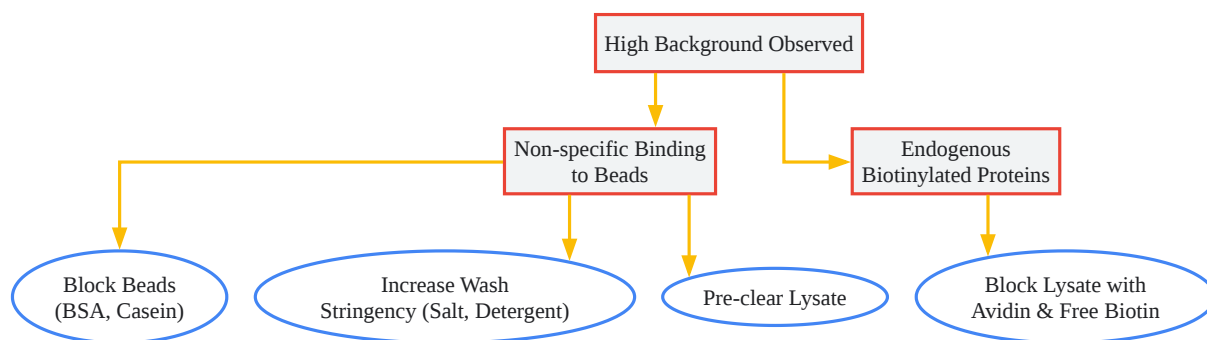 High Background Observed
Non-specific Binding
to Beads
Endogenous
Biotinylated Proteins
Block Beads
(BSA, Casein)
Increase Wash
Stringency (Salt, Detergent)
Pre-clear Lysate
Block Lysate with
Avidin & Free Biotin